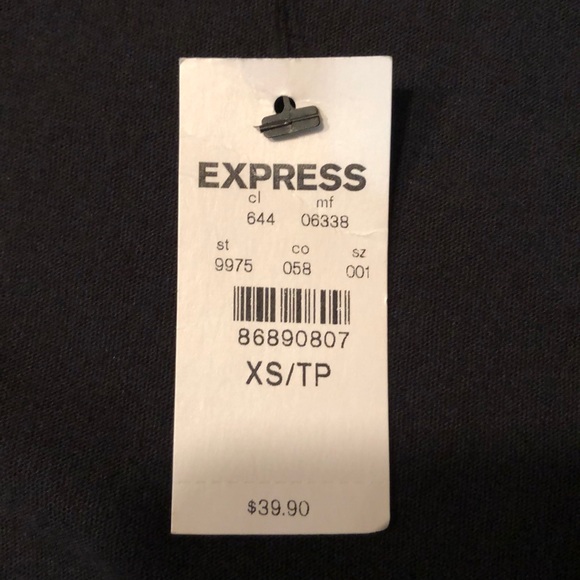 EXPRESS
cl mf
644 06338
st co sz
9975 058 001
86890807
XS/TP
$39.90